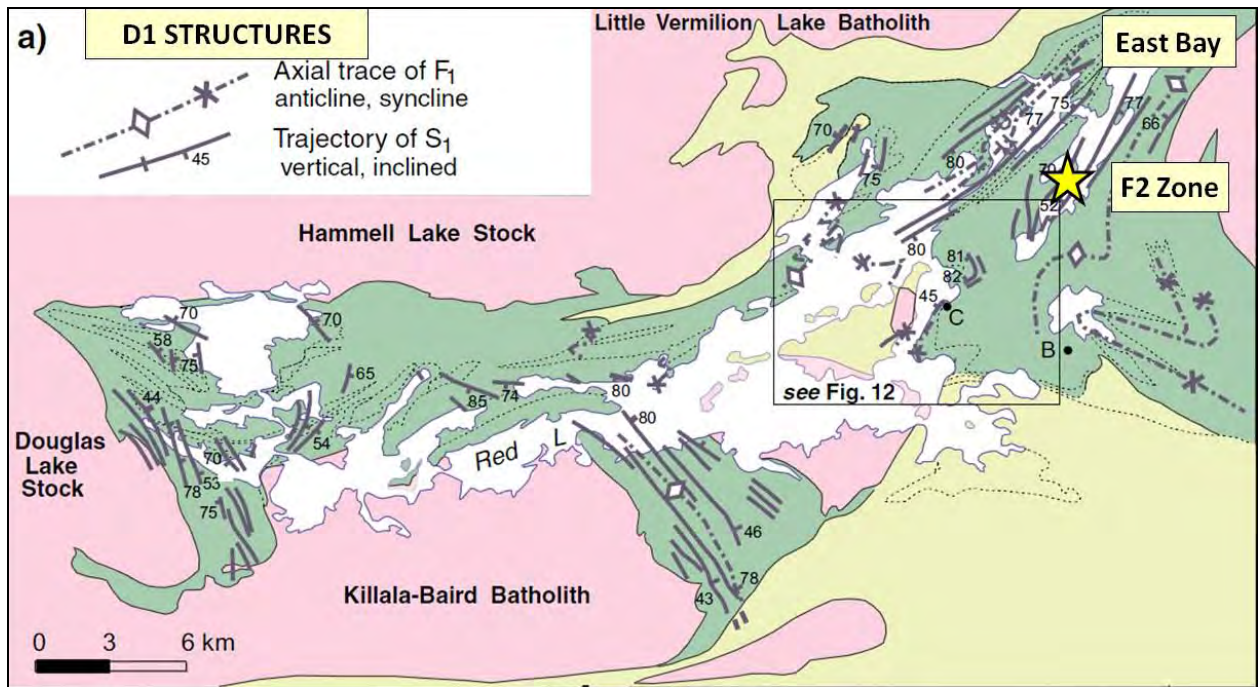 a)
D1 STRUCTURES
Axial trace of F1
anticline, syncline
Trajectory of S1
vertical, inclined
45
Little Vermilion Lake Batholith
East Bay
F2 Zone
Hammell Lake Stock
70
75
80
77
75
77
66
52
80
81
82
45
C
B
see Fig. 12
70
58
75
70
65
44
54
85
74
80
80
Red L
Douglas
Lake
Stock
70
53
78
75
46
78
43
Killala-Baird Batholith
0 3 6 km